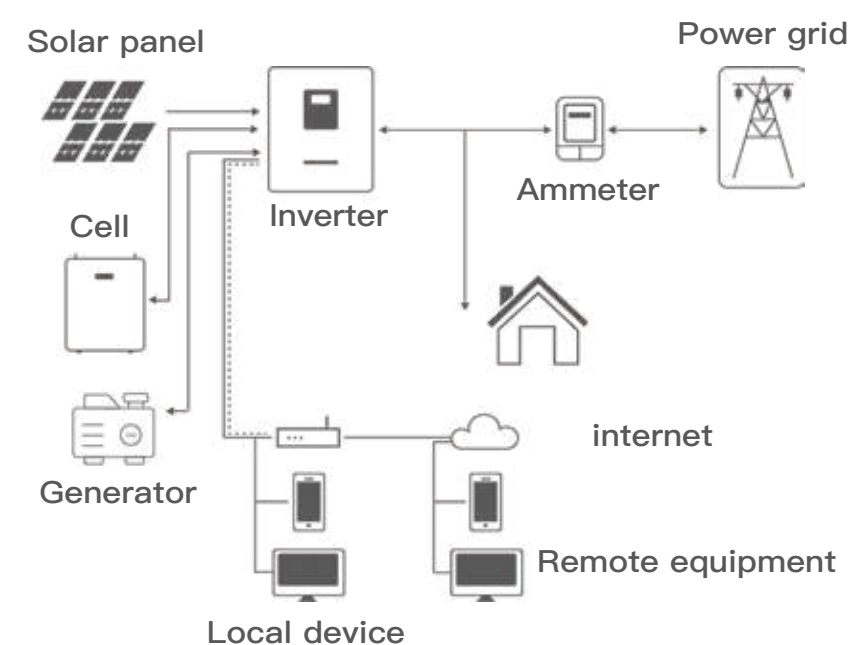 Solar panel
Power grid
Inverter
Ammeter
Cell
Generator
internet
Remote equipment
Local device